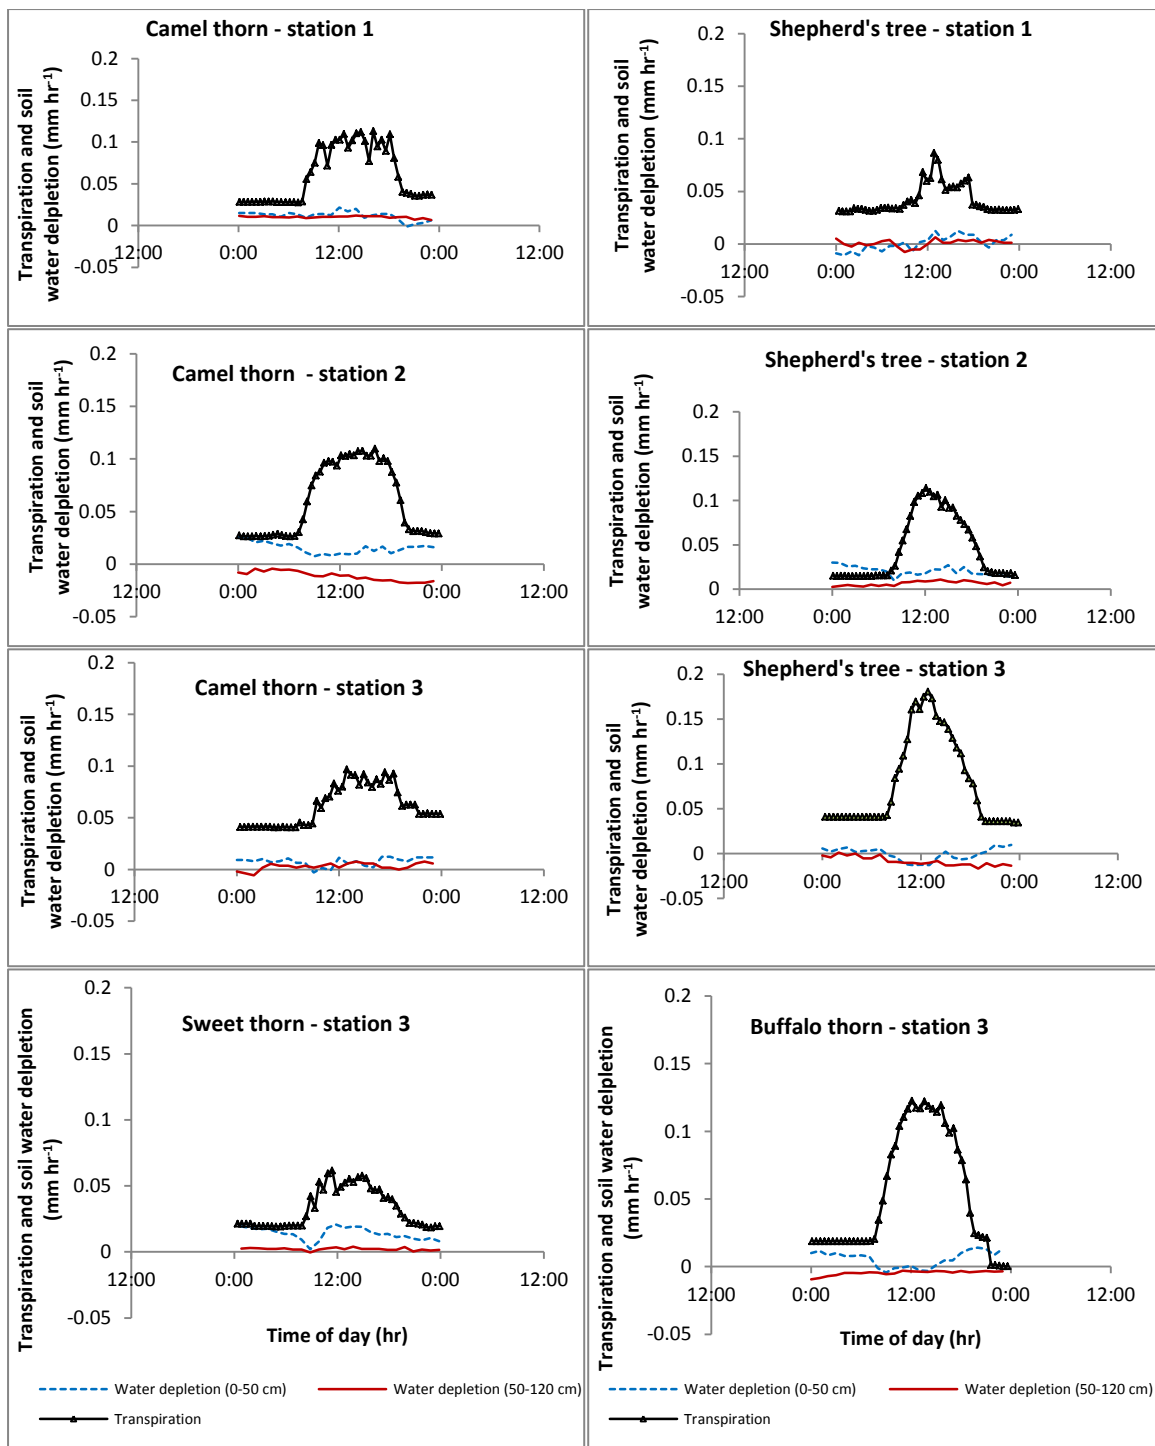 Camel thorn - station 1
Transpiration and soil
water delpletion (mm hr-1)
0.2
0.15
0.1
0.05
0
-0.05
12:00 0:00 12:00 0:00 12:00
Shepherd's tree - station 1
Transpiration and soil
water delpletion (mm hr-1)
0.2
0.15
0.1
0.05
0
-0.05
12:00 0:00 12:00 0:00 12:00
Camel thorn - station 2
Transpiration and soil
water delpletion (mm hr-1)
0.2
0.15
0.1
0.05
0
-0.05
12:00 0:00 12:00 0:00 12:00
Shepherd's tree - station 2
Transpiration and soil
water delpletion (mm hr-1)
0.2
0.15
0.1
0.05
0
12:00 0:00 12:00 0:00 12:00
Camel thorn - station 3
Transpiration and soil
water delpletion (mm hr-1)
0.2
0.15
0.1
0.05
0
-0.05
12:00 0:00 12:00 0:00 12:00
Shepherd's tree - station 3
Transpiration and soil
water delpletion (mm hr-1)
0.2
0.15
0.1
0.05
0
-0.05
12:00 0:00 12:00 0:00 12:00
Sweet thorn - station 3
Transpiration and soil water delpletion
(mm hr-1)
0.2
0.15
0.1
0.05
0
-0.05
12:00 0:00 12:00 0:00 12:00
Time of day (hr)
Water depletion (0-50 cm) Water depletion (50-120 cm)
Transpiration
Buffalo thorn - station 3
Transpiration and soil water delpletion
(mm hr-1)
0.2
0.15
0.1
0.05
0
-0.05
12:00 0:00 12:00 0:00 12:00
Time of day (hr)
Water depletion (0-50 cm) Water depletion (50-120 cm)
Transpiration